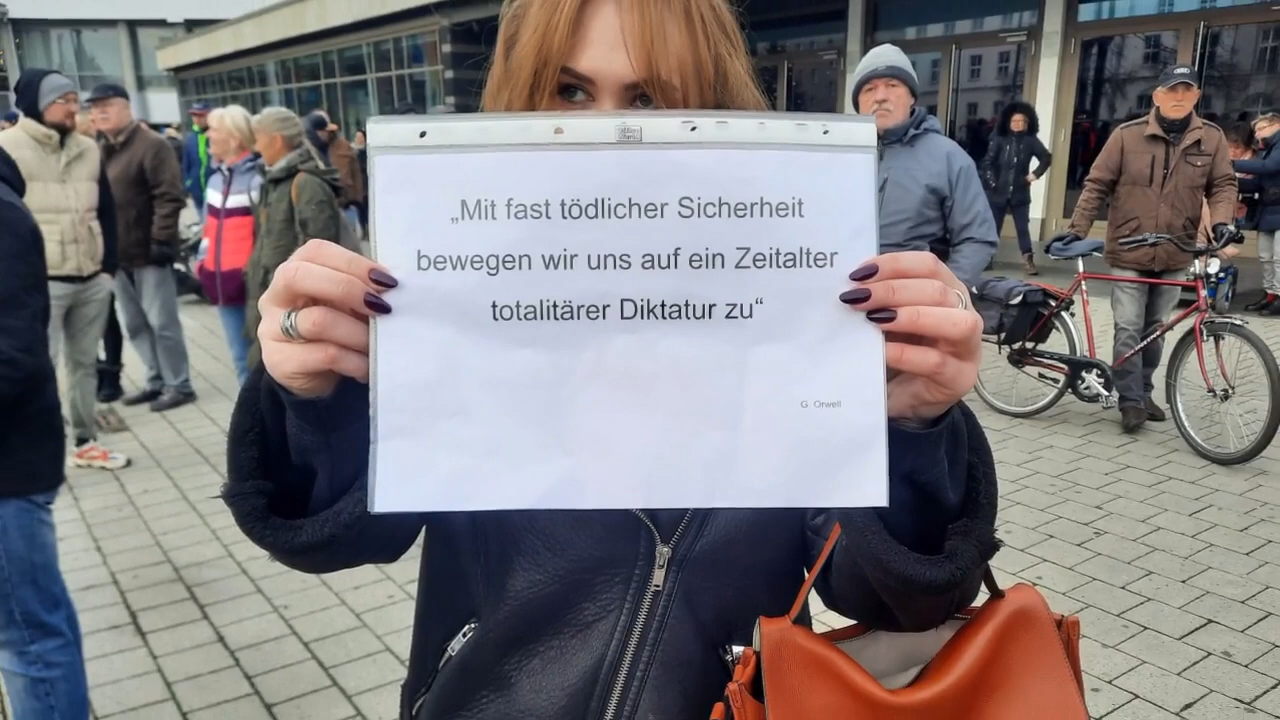 „Mit fast tödlicher Sicherheit
bewegen wir uns auf ein Zeitalter
totalitärer Diktatur zu“
G. Orwell